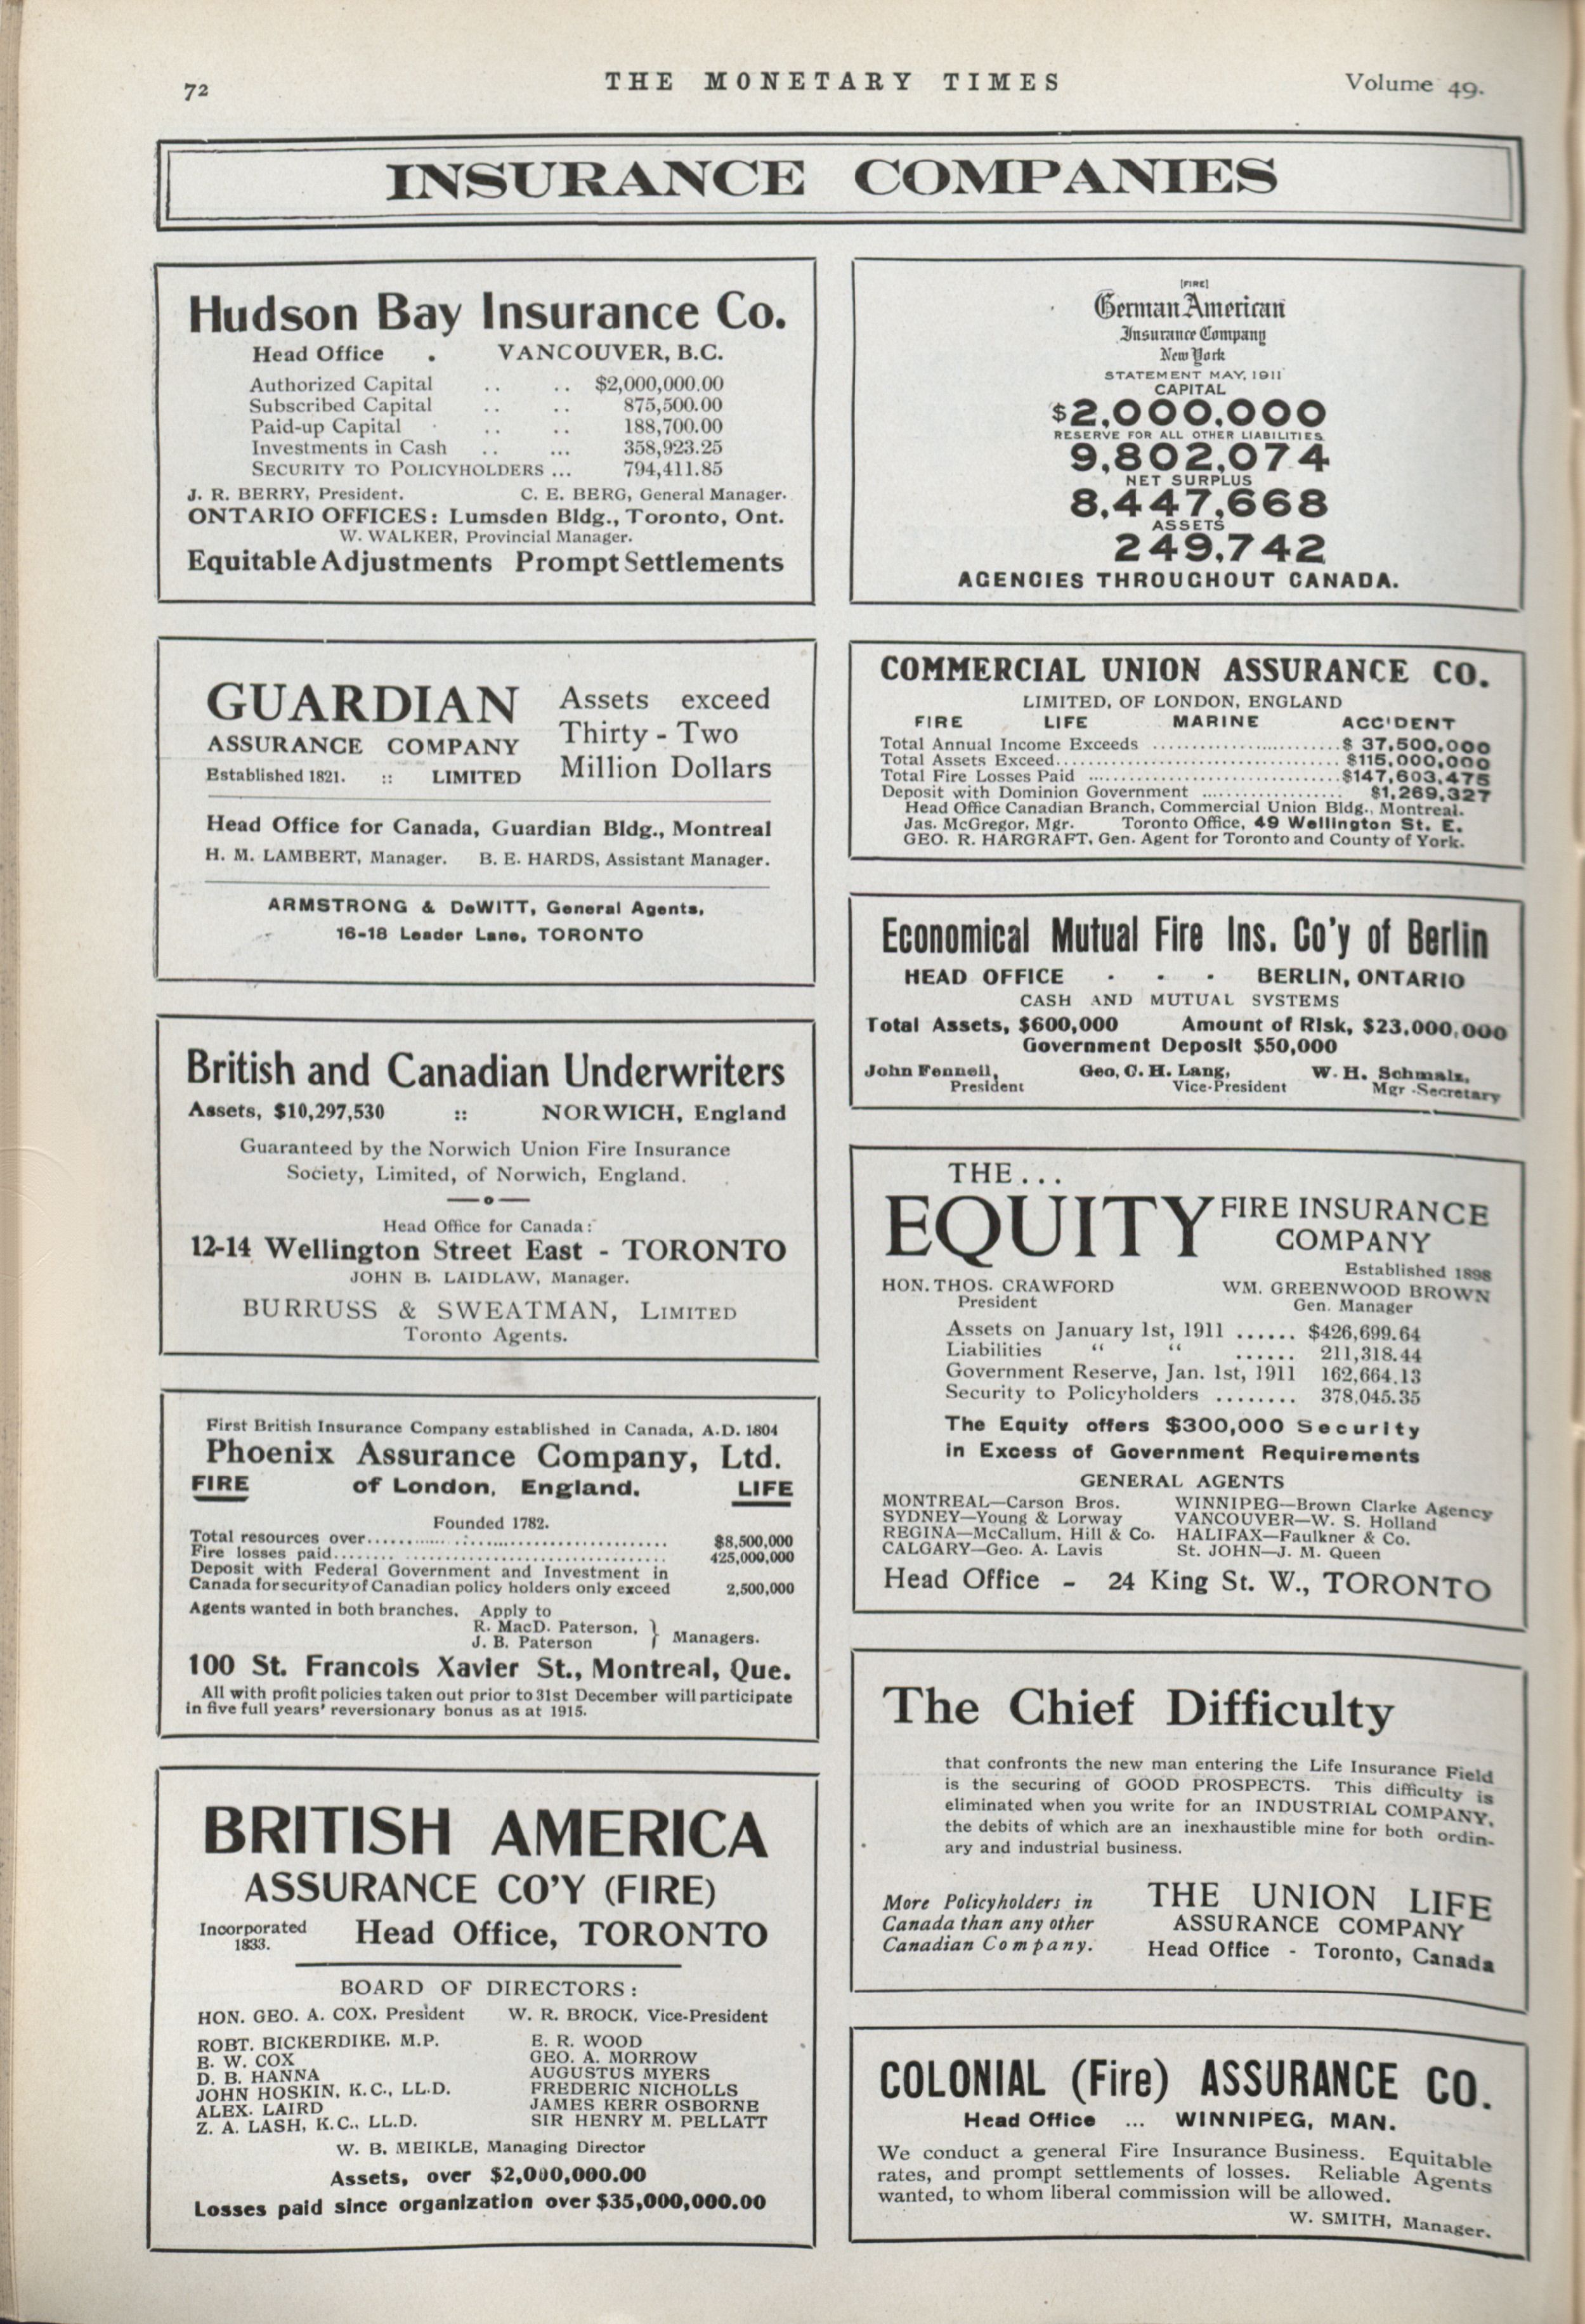 72
THE MONETARY TIMES
Volume 49.
INSURANCE COMPANIES
Hudson Bay Insurance Co.
Head Office . VANCOUVER, B.C.
Authorized Capital .. .. $2,000,000.00
Subscribed Capital .. .. 875,500.00
Paid-up Capital .. .. 188,700.00
Investments in Cash .. ... 358,923.25
SECURITY TO POLICYHOLDERS ... 794,411.85
J. R. BERRY, President. C. E. BERG, General Manager.
ONTARIO OFFICES: Lumsden Bldg., Toronto, Ont.
W. WALKER, Provincial Manager.
Equitable Adjustments Prompt Settlements
GUARDIAN
ASSURANCE COMPANY
Established 1821. :: LIMITED
Assets exceed
Thirty - Two
Million Dollars
Head Office for Canada, Guardian Bldg., Montreal
H. M. LAMBERT, Manager. B. E. HARDS, Assistant Manager.
ARMSTRONG & DeWITT, General Agents,
16-18 Leader Lane, TORONTO
British and Canadian Underwriters
Assets, $10,297,530 :: NORWICH, England
Guaranteed by the Norwich Union Fire Insurance
Society, Limited, of Norwich, England.
Head Office for Canada:
12-14 Wellington Street East - TORONTO
JOHN B. LAIDLAW, Manager.
BURRUSS & SWEATMAN, LIMITED
Toronto Agents.
First British Insurance Company established in Canada, A.D. 1804
Phoenix Assurance Company, Ltd.
FIRE of London, England. LIFE
Founded 1782.
Total resources over.......... $8,500,000
Fire losses paid.......... 425,000,000
Deposit with Federal Government and Investment in
Canada for security of Canadian policy holders only exceed 2,500,000
Agents wanted in both branches. Apply to
R. MacD. Paterson,
J. B. Paterson } Managers.
100 St. Francois Xavier St., Montreal, Que.
All with profit policies taken out prior to 31st December will participate
in five full years' reversionary bonus as at 1915.
BRITISH AMERICA
ASSURANCE CO'Y (FIRE)
Incorporated
1833.
Head Office, TORONTO
BOARD OF DIRECTORS:
HON. GEO. A. COX, President W. R. BROCK, Vice-President
ROBT. BICKERDIKE, M.P. E. R. WOOD
E. W. COX GEO. A. MORROW
D. B. HANNA AUGUSTUS MYERS
JOHN HOSKIN, K.C., LL.D. FREDERIC NICHOLLS
ALEX. LAIRD JAMES KERR OSBORNE
Z. A. LASH, K.C., LL.D. SIR HENRY M. PELLATT
W. B. MEIKLE, Managing Director
Assets, over $2,000,000.00
Losses paid since organization over $35,000,000.00
[FIRE]
German American
Insurance Company
New York
STATEMENT MAY, 1911
CAPITAL
$2,000,000
RESERVE FOR ALL OTHER LIABILITIES
9,802,074
NET SURPLUS
8,447,668
ASSETS
249,742
AGENCIES THROUGHOUT CANADA.
COMMERCIAL UNION ASSURANCE CO.
LIMITED, OF LONDON, ENGLAND
FIRE LIFE MARINE ACCIDENT
Total Annual Income Exceeds .......... $ 37,500,000
Total Assets Exceed.......... $115,000,000
Total Fire Losses Paid .......... $147,603,475
Deposit with Dominion Government .......... $1,269,327
Head Office Canadian Branch, Commercial Union Bldg., Montreal.
Jas. McGregor, Mgr. Toronto Office, 49 Wellington St. E.
GEO. R. HARGRAFT, Gen. Agent for Toronto and County of York.
Economical Mutual Fire Ins. Co'y of Berlin
HEAD OFFICE - - - BERLIN, ONTARIO
CASH AND MUTUAL SYSTEMS
Total Assets, $600,000 Amount of Risk, $23,000,000
Government Deposit $50,000
John Fennell, Geo. C. H. Lang, W. H. Schmalz,
President Vice-President Mgr.-Secretary
THE...
EQUITY FIRE INSURANCE
COMPANY
Established 1898
HON. THOS. CRAWFORD WM. GREENWOOD BROWN
President Gen. Manager
Assets on January 1st, 1911 ...... $426,699.64
Liabilities " " ...... 211,318.44
Government Reserve, Jan. 1st, 1911 162,664.13
Security to Policyholders ........ 378,045.35
The Equity offers $300,000 Security
in Excess of Government Requirements
GENERAL AGENTS
MONTREAL—Carson Bros. WINNIPEG—Brown Clarke Agency
SYDNEY—Young & Lorway VANCOUVER—W. S. Holland
REGINA—McCallum, Hill & Co. HALIFAX—Faulkner & Co.
CALGARY—Geo. A. Lavis St. JOHN—J. M. Queen
Head Office - 24 King St. W., TORONTO
The Chief Difficulty
that confronts the new man entering the Life Insurance Field
is the securing of GOOD PROSPECTS. This difficulty is
eliminated when you write for an INDUSTRIAL COMPANY,
the debits of which are an inexhaustible mine for both ordin-
ary and industrial business.
More Policyholders in
Canada than any other
Canadian Company.
THE UNION LIFE
ASSURANCE COMPANY
Head Office - Toronto, Canada
COLONIAL (Fire) ASSURANCE CO.
Head Office ... WINNIPEG, MAN.
We conduct a general Fire Insurance Business. Equitable
rates, and prompt settlements of losses. Reliable Agents
wanted, to whom liberal commission will be allowed.
W. SMITH, Manager.